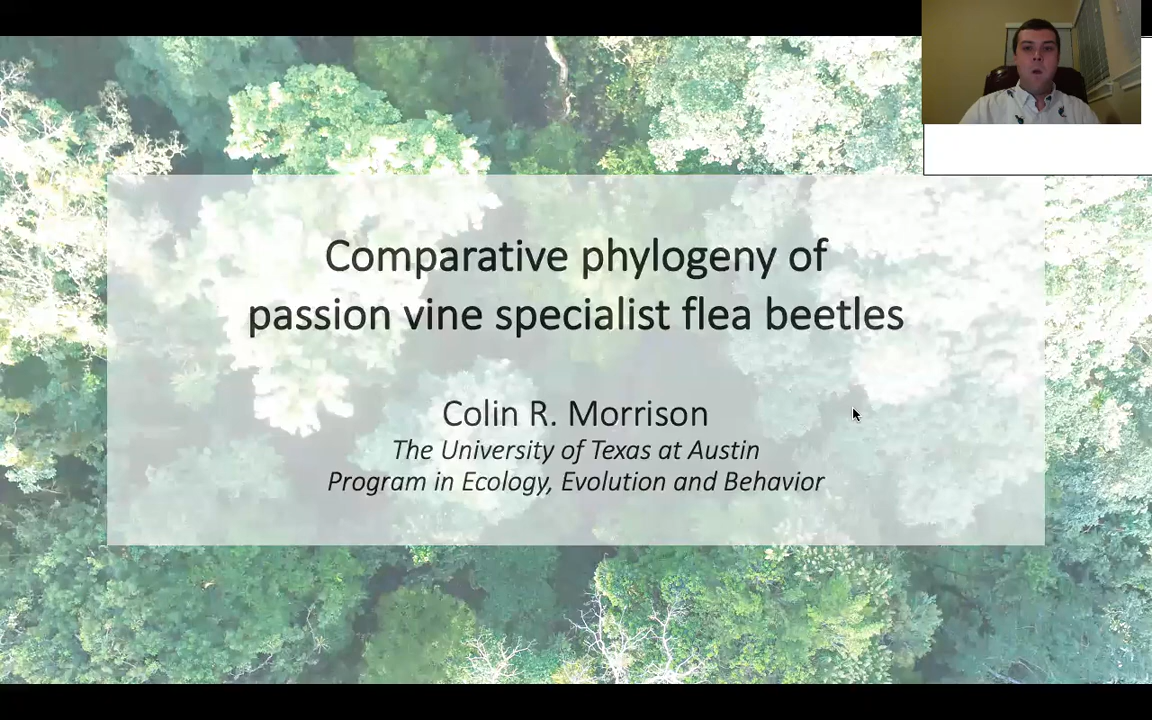 Comparative phylogeny of
passion vine specialist flea beetles
Colin R. Morrison
The University of Texas at Austin
Program in Ecology, Evolution and Behavior